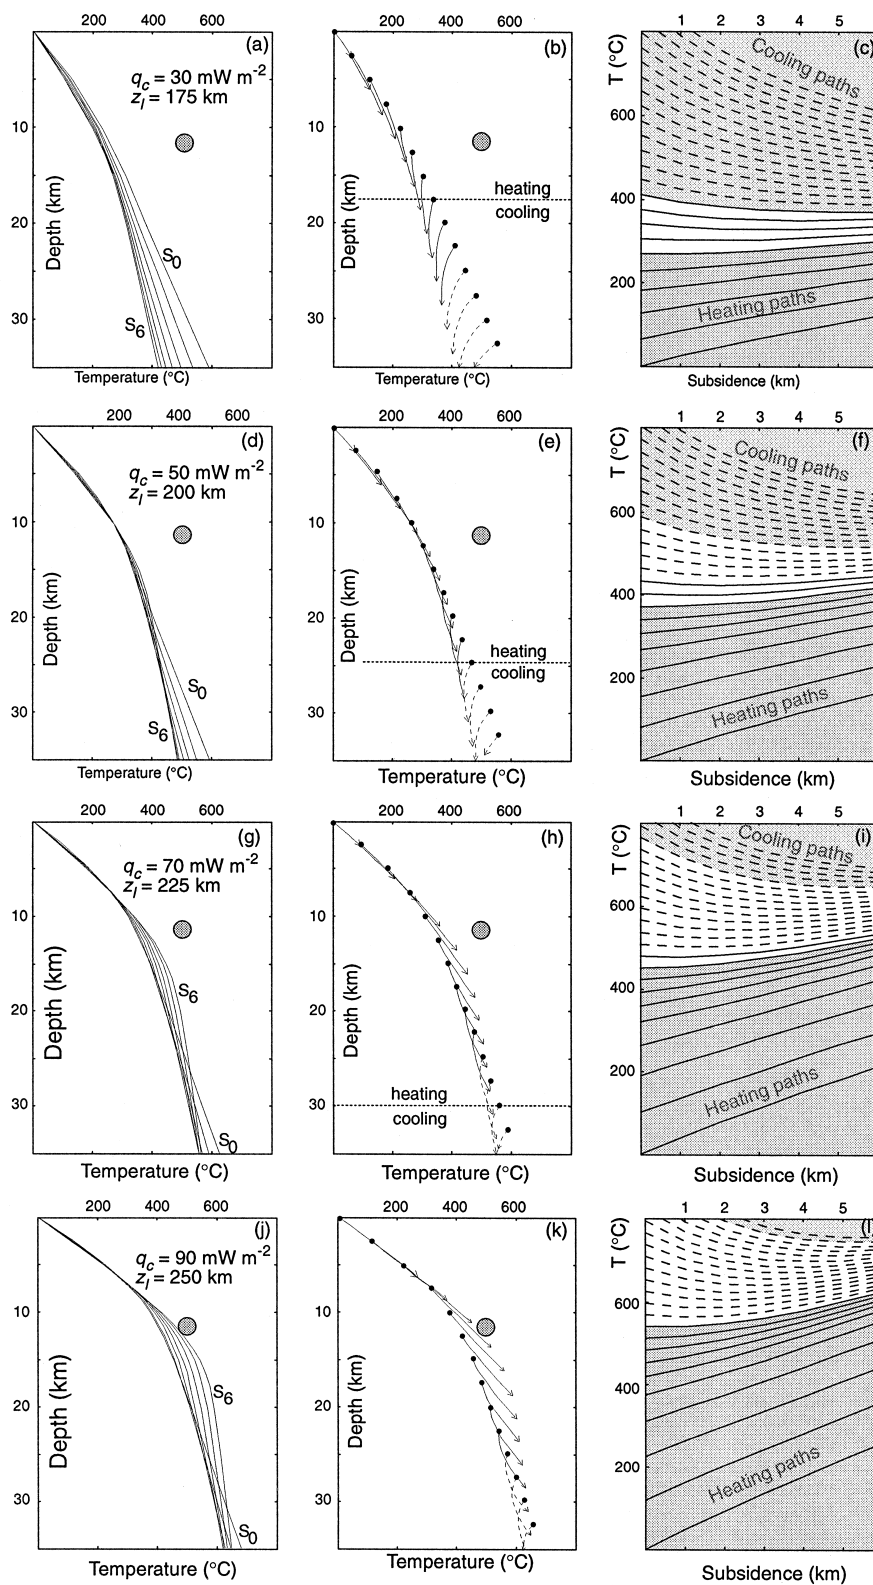 200 400 600
(a)
q_c = 30 mW m-2
z_l = 175 km
10
20
30
Depth (km)
S0
S6
Temperature (°C)
200 400 600
(b)
heating
cooling
10
20
30
Depth (km)
Temperature (°C)
1 2 3 4 5
(c)
T (°C)
Cooling paths
600
400
200
Heating paths
Subsidence (km)
200 400 600
(d)
q_c = 50 mW m-2
z_l = 200 km
10
20
30
Depth (km)
S0
S6
Temperature (°C)
200 400 600
(e)
heating
cooling
10
20
30
Depth (km)
Temperature (°C)
1 2 3 4 5
(f)
T (°C)
Cooling paths
600
400
200
Heating paths
Subsidence (km)
200 400 600
(g)
q_c = 70 mW m-2
z_l = 225 km
10
20
30
Depth (km)
S6
S0
Temperature (°C)
200 400 600
(h)
heating
cooling
10
20
30
Depth (km)
Temperature (°C)
1 2 3 4 5
(i)
T (°C)
Cooling paths
600
400
200
Heating paths
Subsidence (km)
200 400 600
(j)
q_c = 90 mW m-2
z_l = 250 km
10
20
30
Depth (km)
S6
S0
Temperature (°C)
200 400 600
(k)
10
20
30
Depth (km)
Temperature (°C)
1 2 3 4 5
(l)
T (°C)
600
400
200
Heating paths
Subsidence (km)